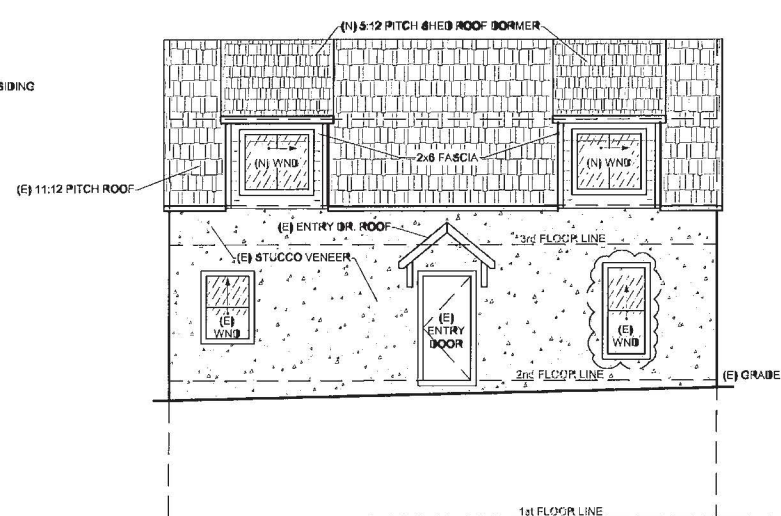 (N) 5:12 PITCH SHED ROOF DORMER
SIDING
(N) WND
2x6 FASCIA
(N) WND
(E) 11:12 PITCH ROOF
(E) ENTRY DR. ROOF
3rd FLOOR LINE
(E) STUCCO VENEER
(E)
WND
(E)
ENTRY
DOOR
(E)
WND
2nd FLOOR LINE
(E) GRADE
1st FLOOR LINE